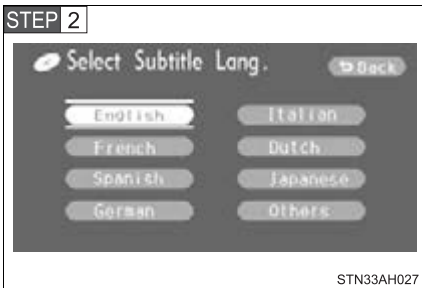 STEP 2
Select Subtitle Lang.
Back
English
Italian
French
Dutch
Spanish
Japanese
German
Others
STN33AH027